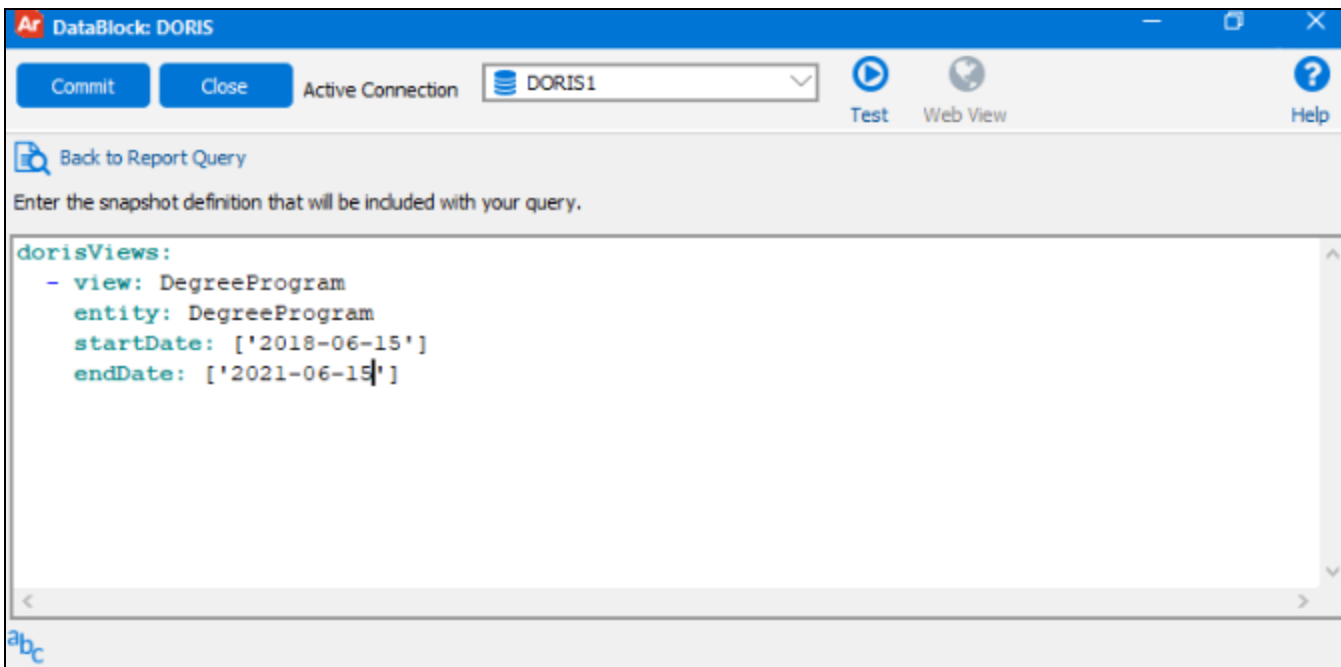 Ar DataBlock: DORIS
Commit Close Active Connection DORIS1 Test Web View Help
Back to Report Query
Enter the snapshot definition that will be included with your query.
dorisViews:
  - view: DegreeProgram
    entity: DegreeProgram
    startDate: ['2018-06-15']
    endDate: ['2021-06-15']
abc